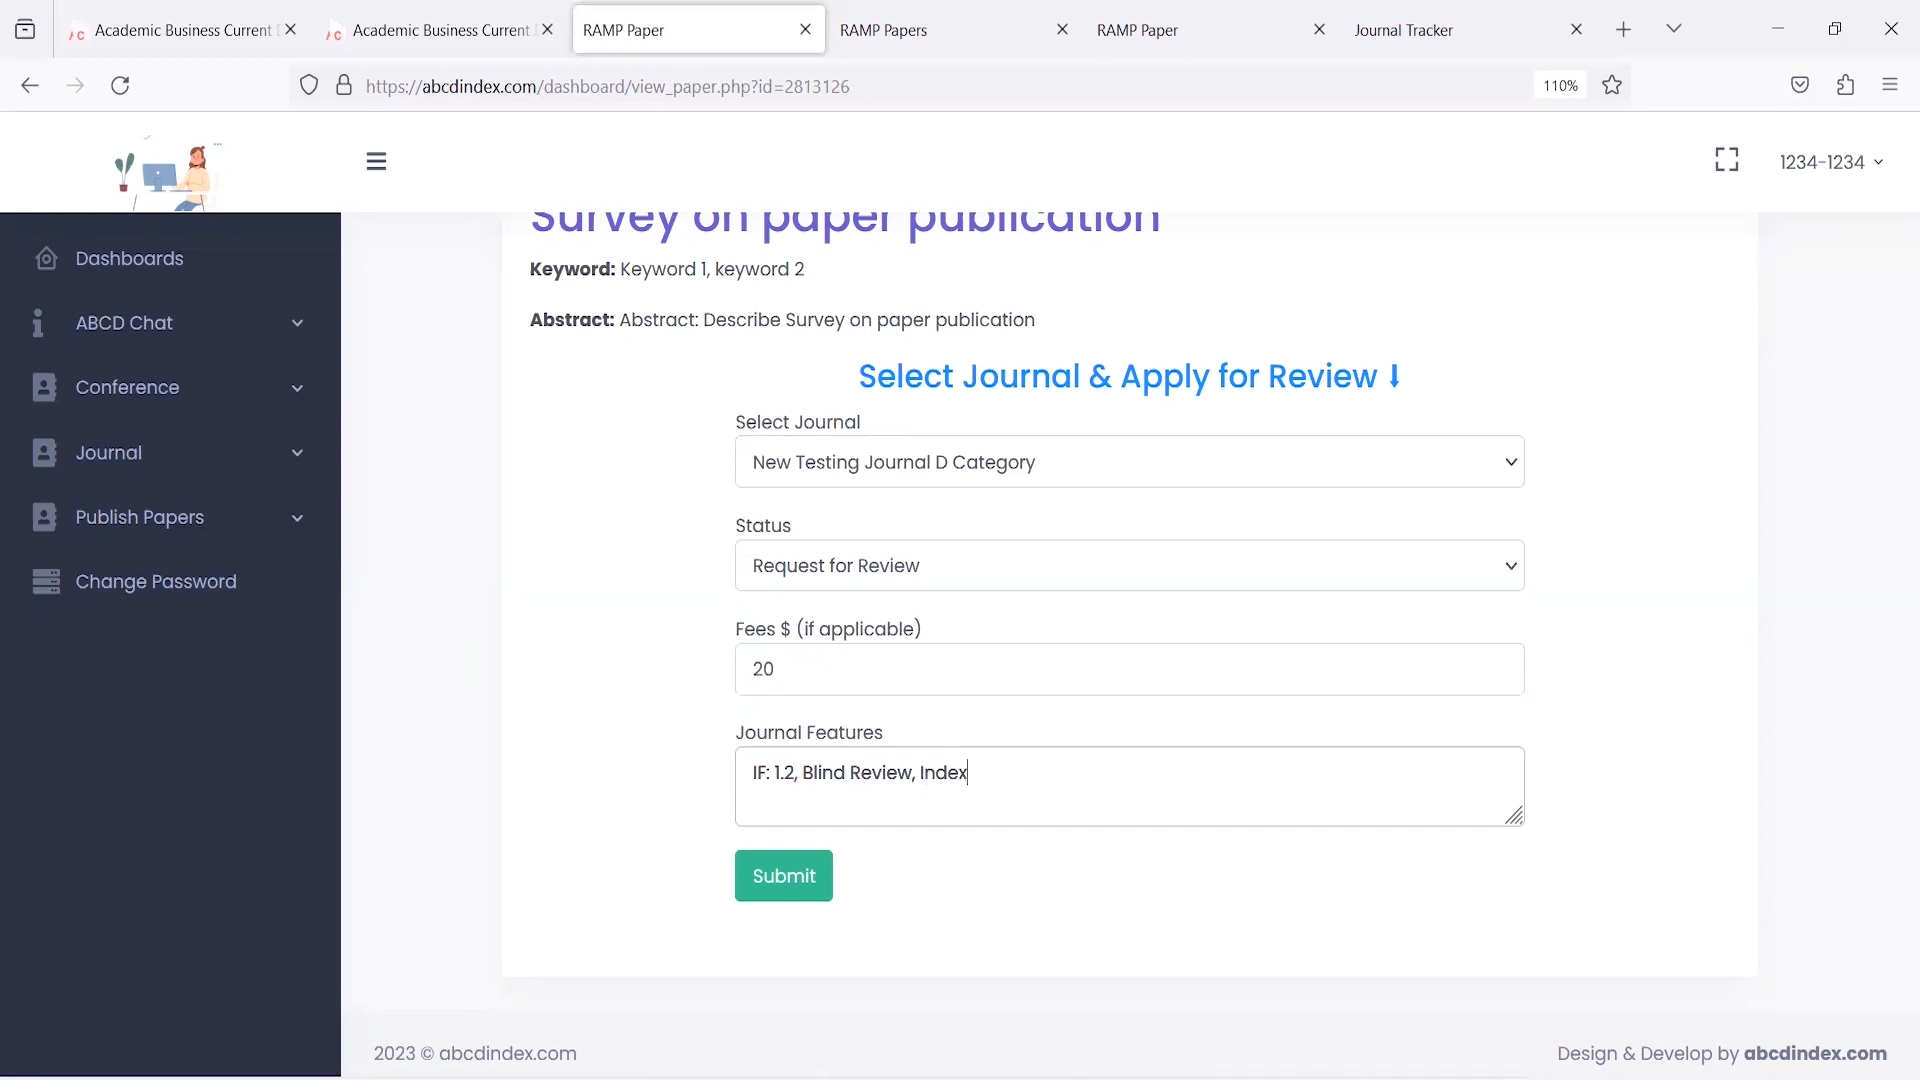 Academic Business Current
Academic Business Current
RAMP Paper
RAMP Papers
RAMP Paper
Journal Tracker
https://abcdindex.com/dashboard/view_paper.php?id=2813126
110%
1234-1234
Survey on paper publication
Dashboards
ABCD Chat
Conference
Journal
Publish Papers
Change Password
Keyword: Keyword 1, keyword 2
Abstract: Abstract: Describe Survey on paper publication
Select Journal & Apply for Review
Select Journal
New Testing Journal D Category
Status
Request for Review
Fees $ (if applicable)
20
Journal Features
IF: 1.2, Blind Review, Index
Submit
2023 © abcdindex.com
Design & Develop by abcdindex.com